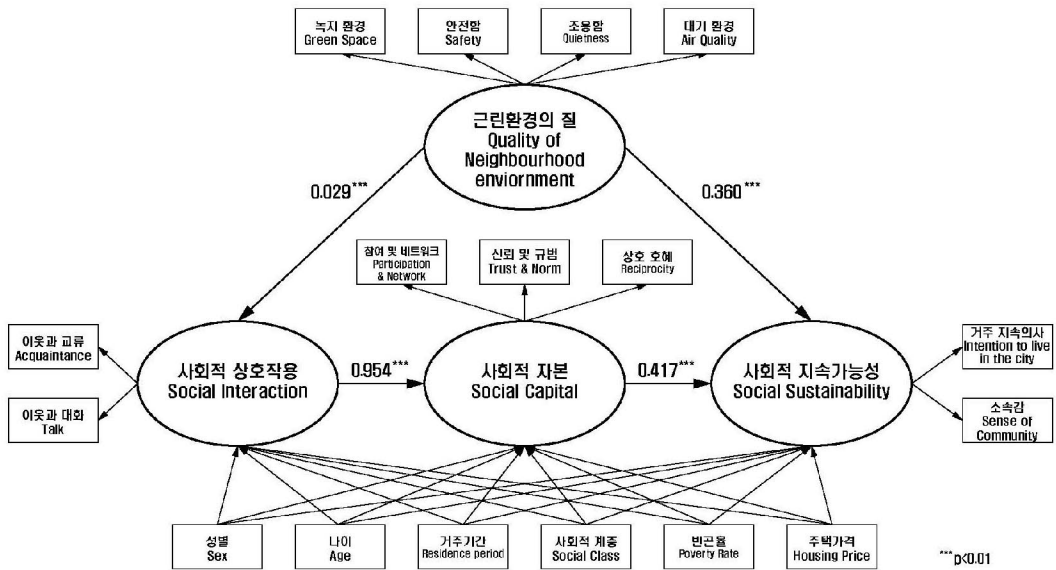 녹지 환경
Green Space
안전함
Safety
조용함
Quietness
대기 환경
Air Quality
근린환경의 질
Quality of
Neighbourhood
enviornment
0.029***
0.360***
참여 및 네트워크
Participation
& Network
신뢰 및 규범
Trust & Norm
상호 호혜
Reciprocity
이웃과 교류
Acquaintance
이웃과 대화
Talk
사회적 상호작용
Social Interaction
0.954***
사회적 자본
Social Capital
0.417***
사회적 지속가능성
Social Sustainability
거주 지속의사
Intention to live
in the city
소속감
Sense of
Community
성별
Sex
나이
Age
거주기간
Residence period
사회적 계층
Social Class
빈곤율
Poverty Rate
주택가격
Housing Price
***p<0.01